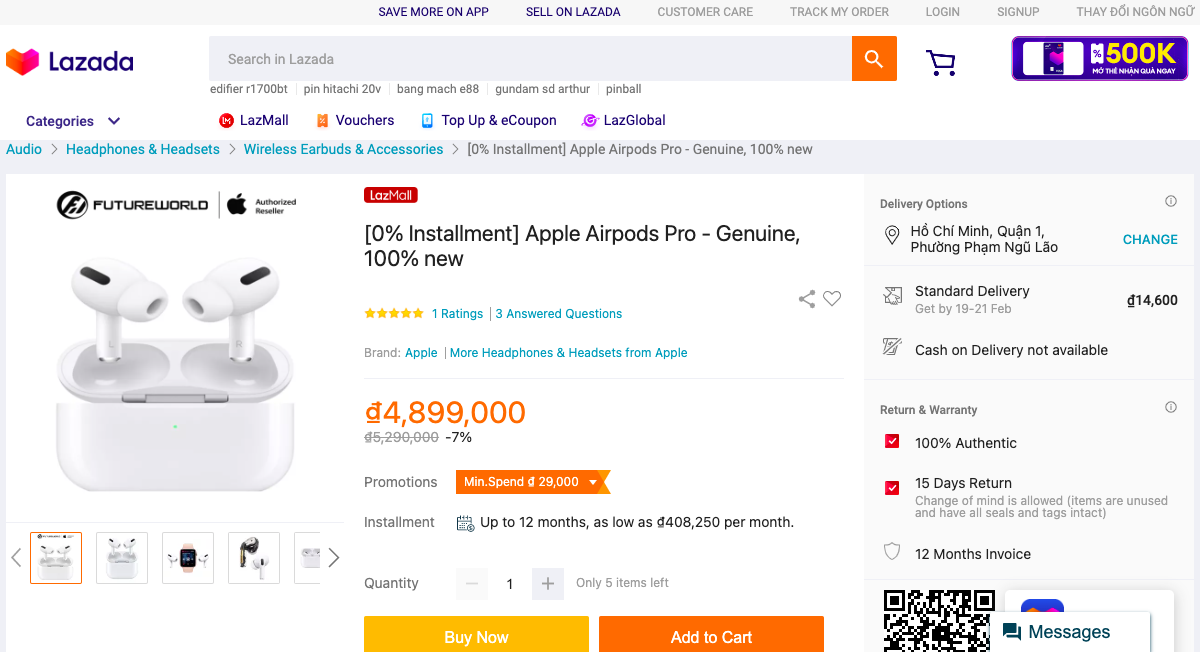 SAVE MORE ON APP SELL ON LAZADA CUSTOMER CARE TRACK MY ORDER LOGIN SIGNUP THAY ĐỔI NGÔN NGỮ
Lazada
Search in Lazada
%500K
MỞ THẺ NHẬN QUÀ NGAY
edifier r1700bt pin hitachi 20v bang mach e88 gundam sd arthur pinball
Categories LazMall Vouchers Top Up & eCoupon LazGlobal
Audio Headphones & Headsets Wireless Earbuds & Accessories [0% Installment] Apple Airpods Pro - Genuine, 100% new
FUTUREWORLD Authorized
Reseller
L R
LazMall
[0% Installment] Apple Airpods Pro - Genuine,
100% new
1 Ratings 3 Answered Questions
Brand: Apple More Headphones & Headsets from Apple
₫4,899,000
₫5,290,000 -7%
Promotions Min.Spend ₫ 29,000
Installment Up to 12 months, as low as ₫408,250 per month.
Quantity 1 Only 5 items left
Buy Now Add to Cart
Delivery Options
Hồ Chí Minh, Quận 1,
Phường Phạm Ngũ Lão
CHANGE
Standard Delivery ₫14,600
Get by 19-21 Feb
Cash on Delivery not available
Return & Warranty
100% Authentic
15 Days Return
Change of mind is allowed (items are unused
and have all seals and tags intact)
12 Months Invoice
Messages